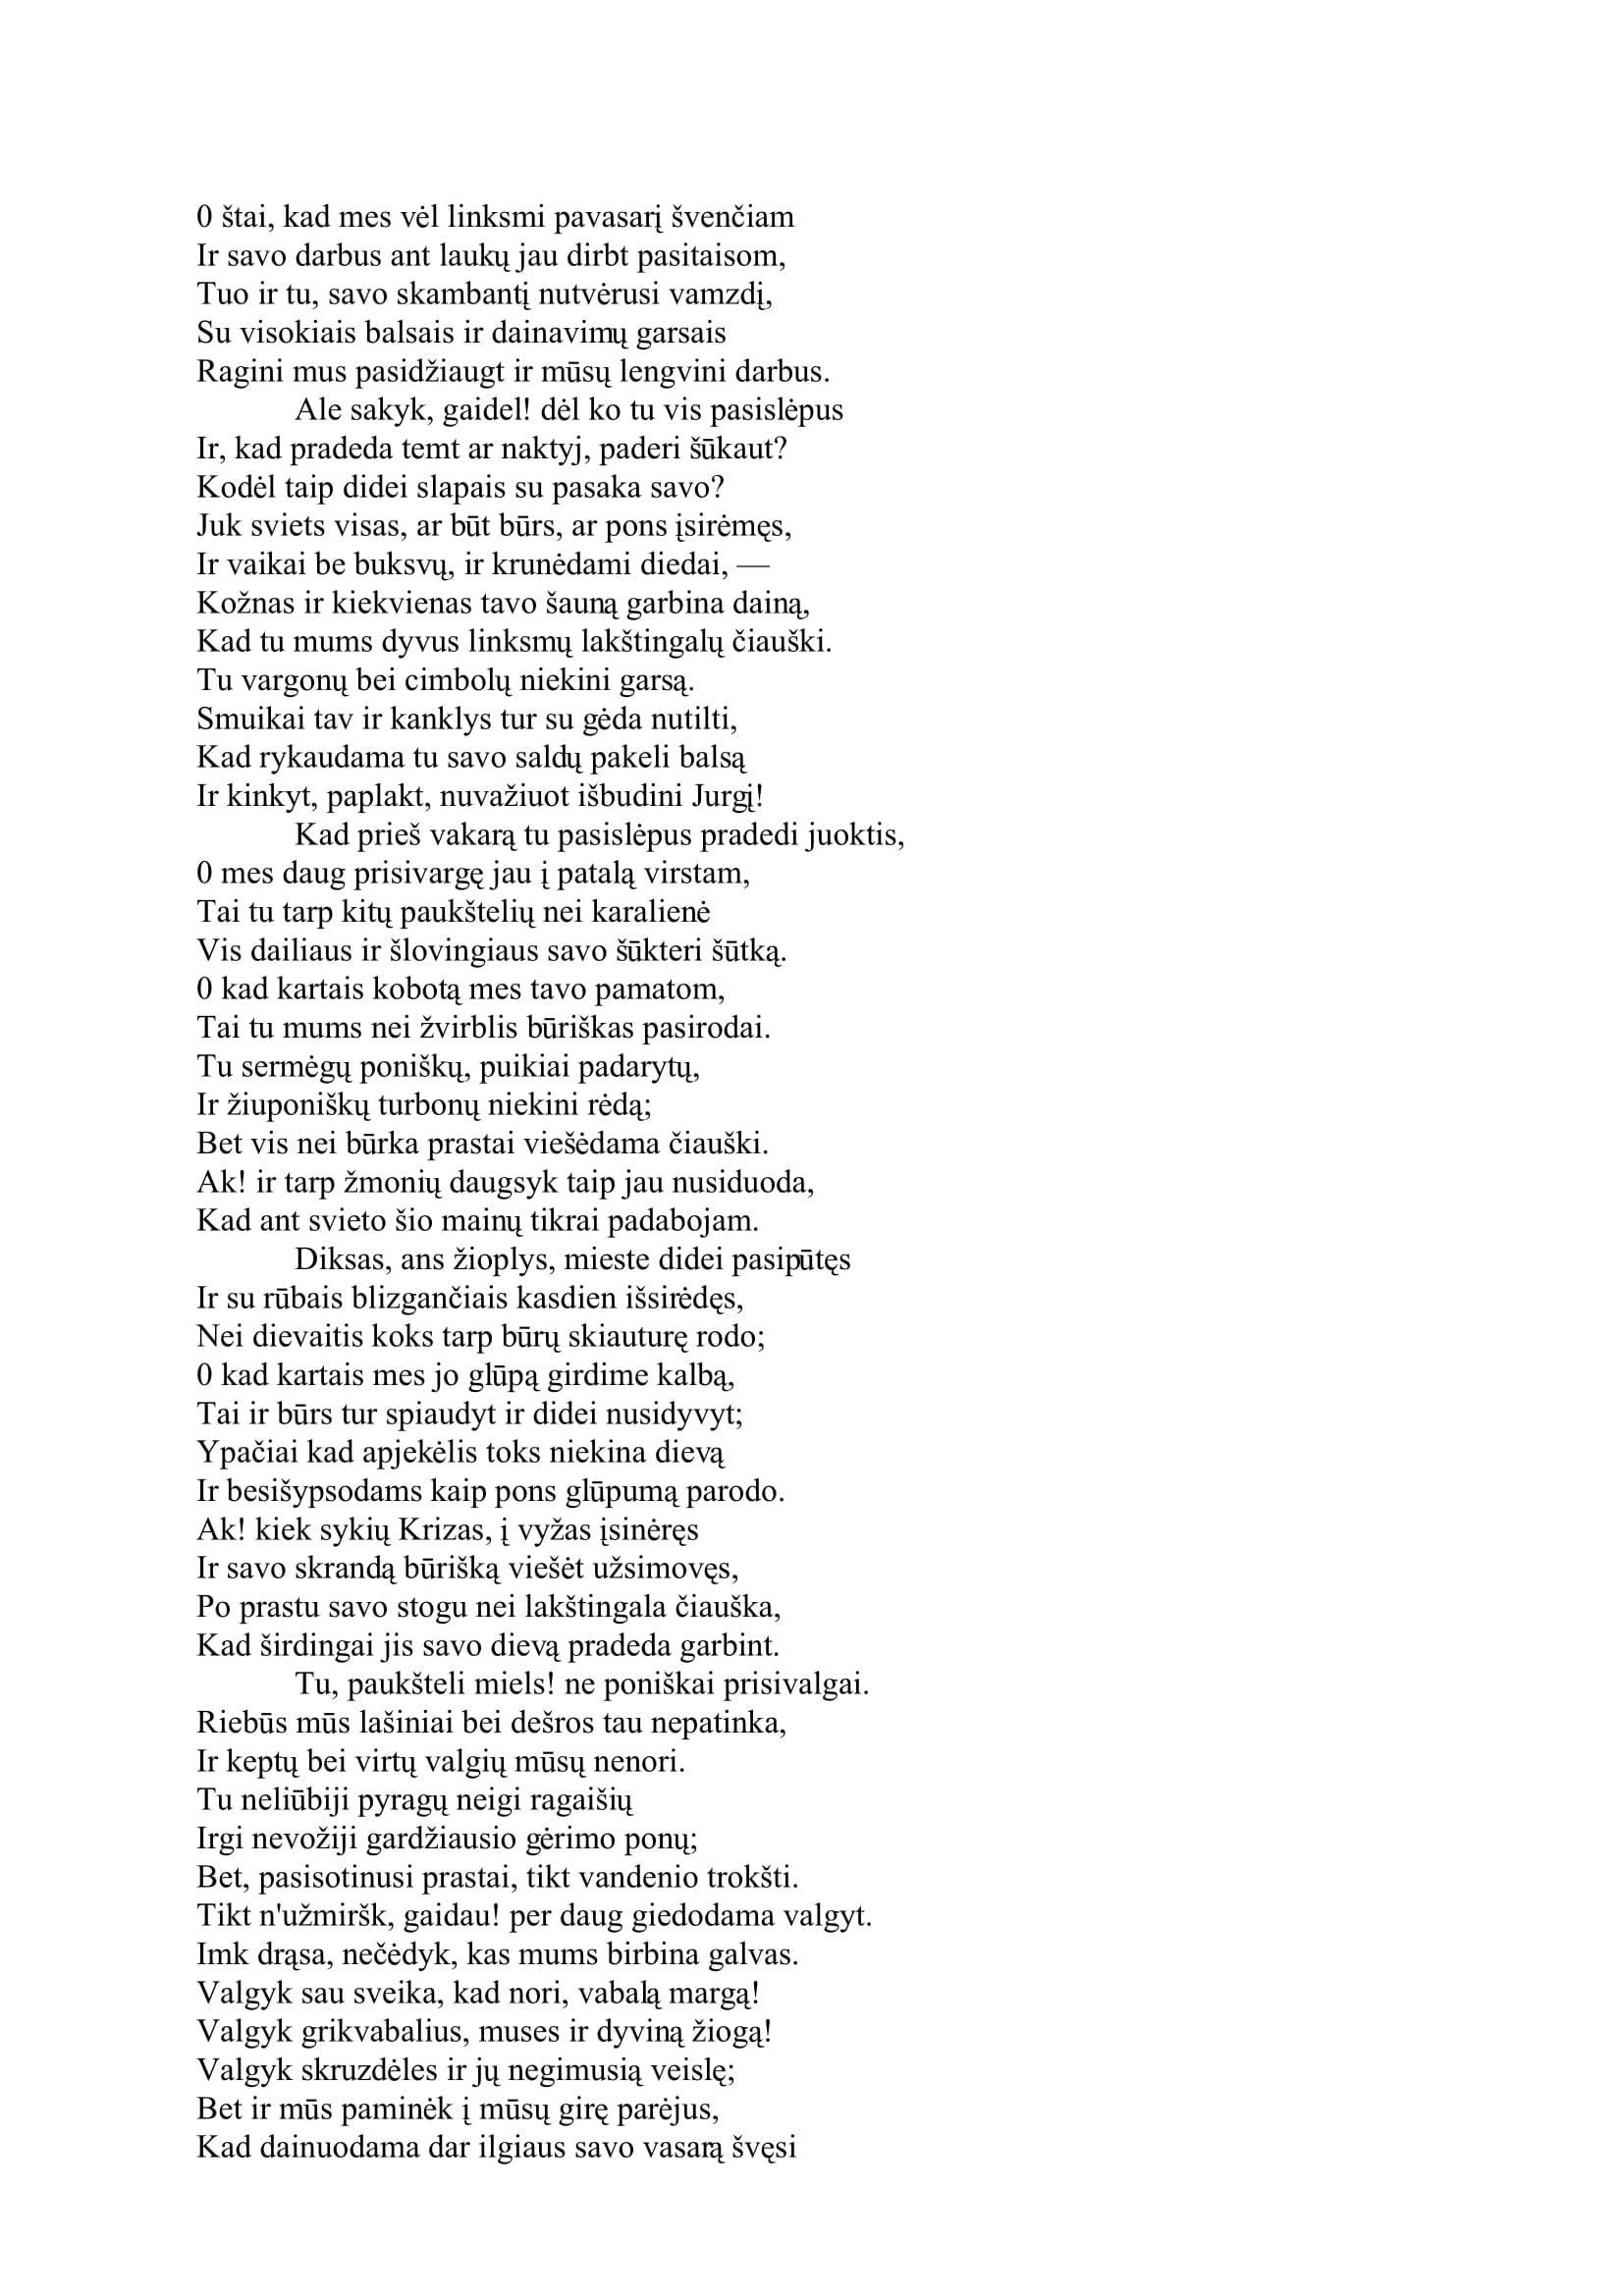 0 štai, kad mes vėl linksmi pavasarį švenčiam
Ir savo darbus ant laukų jau dirbt pasitaisom,
Tuo ir tu, savo skambantį nutvėrusi vamzdį,
Su visokiais balsais ir dainavimų garsais
Ragini mus pasidžiaugt ir mūsų lengvini darbus.
Ale sakyk, gaidel! dėl ko tu vis pasislėpus
Ir, kad pradeda temt ar naktyj, paderi šūkaut?
Kodėl taip didei slapais su pasaka savo?
Juk sviets visas, ar būt būrs, ar pons įsirėmęs,
Ir vaikai be buksvų, ir krunėdami diedai, —
Kožnas ir kiekvienas tavo šauną garbina dainą,
Kad tu mums dyvus linksmų lakštingalų čiauški.
Tu vargonų bei cimbolų niekini garsą.
Smuikai tav ir kanklys tur su gėda nutilti,
Kad rykaudama tu savo saldų pakeli balsą
Ir kinkyt, paplakt, nuvažiuot išbudini Jurgį!
Kad prieš vakarą tu pasislėpus pradedi juoktis,
0 mes daug prisivargę jau į patalą virstam,
Tai tu tarp kitų paukštelių nei karalienė
Vis dailiaus ir šlovingiaus savo šūkteri šūtką.
0 kad kartais kobotą mes tavo pamatom,
Tai tu mums nei žvirblis būriškas pasirodai.
Tu sermėgų poniškų, puikiai padarytų,
Ir žiuponiškų turbonų niekini rėdą;
Bet vis nei būrka prastai viešėdama čiauški.
Ak! ir tarp žmonių daugsyk taip jau nusiduoda,
Kad ant svieto šio mainų tikrai padabojam.
Diksas, ans žioplys, mieste didei pasipūtęs
Ir su rūbais blizgančiais kasdien išsirėdęs,
Nei dievaitis koks tarp būrų skiauturę rodo;
0 kad kartais mes jo glūpą girdime kalbą,
Tai ir būrs tur spiaudyt ir didei nusidyvyt;
Ypačiai kad apjekėlis toks niekina dievą
Ir besišypsodams kaip pons glūpumą parodo.
Ak! kiek sykių Krizas, į vyžas įsinėręs
Ir savo skrandą būrišką viešėt užsimovęs,
Po prastu savo stogu nei lakštingala čiauška,
Kad širdingai jis savo dievą pradeda garbint.
Tu, paukšteli miels! ne poniškai prisivalgai.
Riebūs mūs lašiniai bei dešros tau nepatinka,
Ir keptų bei virtų valgių mūsų nenori.
Tu neliūbiji pyragų neigi ragaišių
Irgi nevožiji gardžiausio gėrimo ponų;
Bet, pasisotinusi prastai, tikt vandenio trokšti.
Tikt n'užmiršk, gaidau! per daug giedodama valgyt.
Imk drąsa, nečėdyk, kas mums birbina galvas.
Valgyk sau sveika, kad nori, vabalą margą!
Valgyk grikvabalius, muses ir dyviną žiogą!
Valgyk skruzdėles ir jų negimusią veislę;
Bet ir mūs paminėk į mūsų girę parėjus,
Kad dainuodama dar ilgiaus savo vasarą švęsi